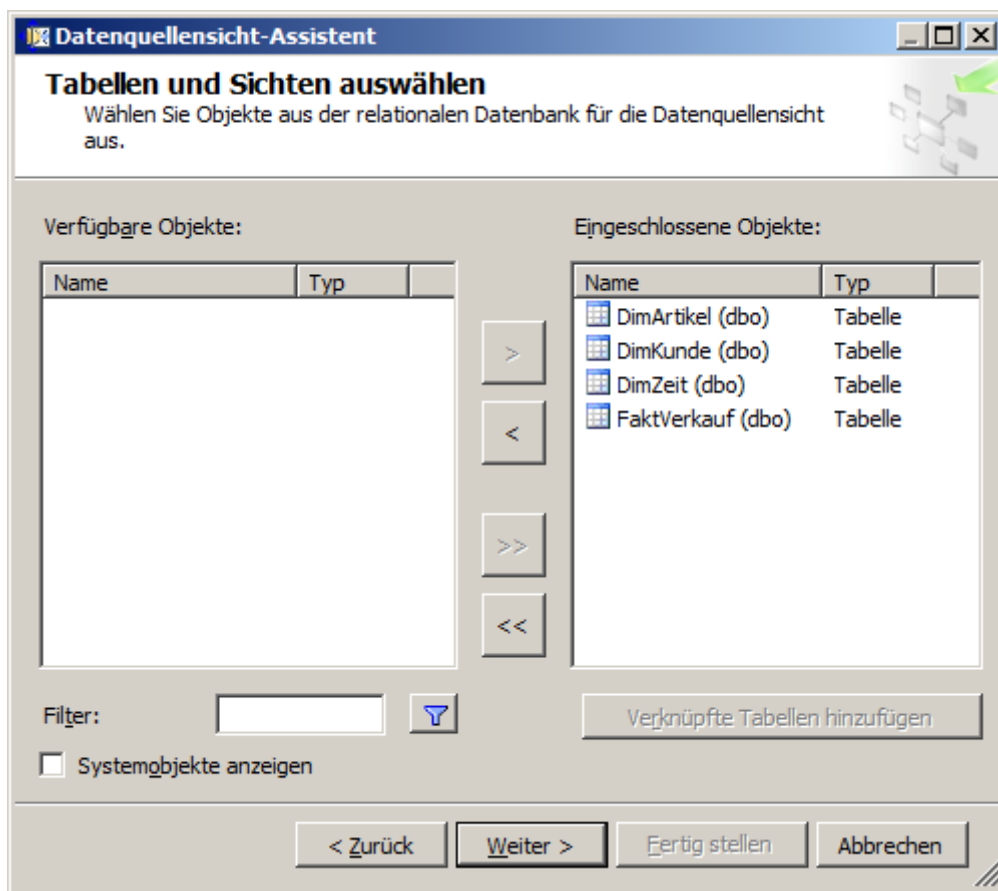 Datenquellensicht-Assistent
Tabellen und Sichten auswählen
Wählen Sie Objekte aus der relationalen Datenbank für die Datenquellensicht
aus.
Verfügbare Objekte:
Name Typ
>
<
>>
<<
Eingeschlossene Objekte:
Name Typ
DimArtikel (dbo) Tabelle
DimKunde (dbo) Tabelle
DimZeit (dbo) Tabelle
FaktVerkauf (dbo) Tabelle
Filter:
Verknüpfte Tabellen hinzufügen
Systemobjekte anzeigen
< Zurück Weiter > Fertig stellen Abbrechen